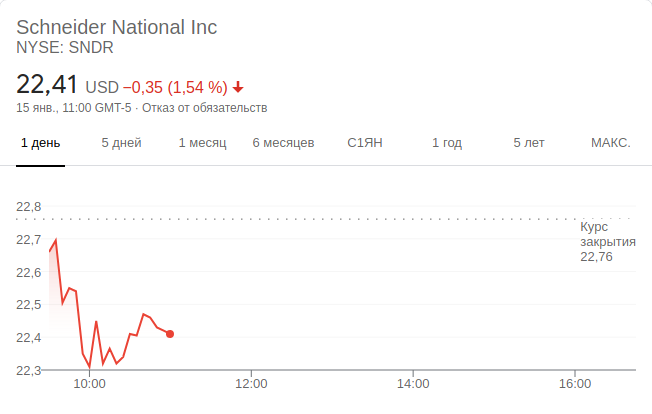 Schneider National Inc
NYSE: SNDR
22,41 USD −0,35 (1,54 %)
15 янв., 11:00 GMT-5 · Отказ от обязательств
1 день 5 дней 1 месяц 6 месяцев С1ЯН 1 год 5 лет МАКС.
22,8
Курс
22,7
закрытия
22,76
22,6
22,5
22,4
22,3
10:00 12:00 14:00 16:00